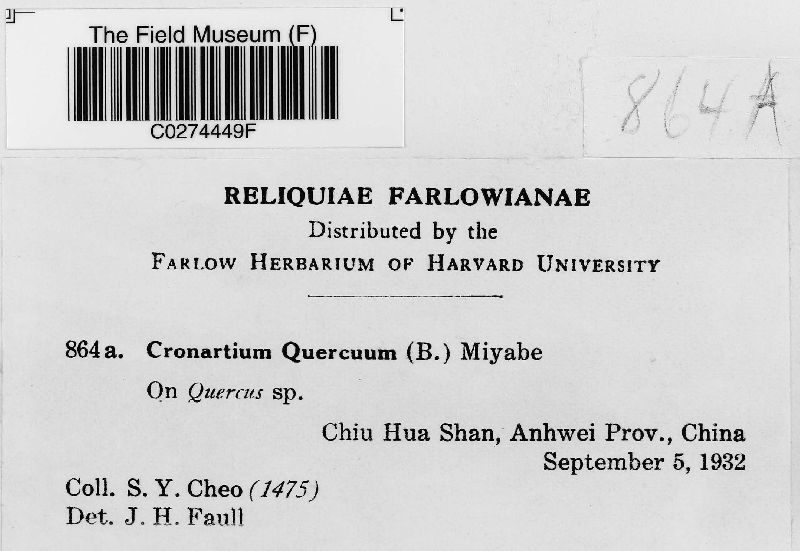 The Field Museum (F)
C0274449F
864A
RELIQUIAE FARLOWIANAE
Distributed by the
FARLOW HERBARIUM OF HARVARD UNIVERSITY
864a. Cronartium Quercuum (B.) Miyabe
On Quercus sp.
Chiu Hua Shan, Anhwei Prov., China
September 5, 1932
Coll. S. Y. Cheo (1475)
Det. J. H. Faull